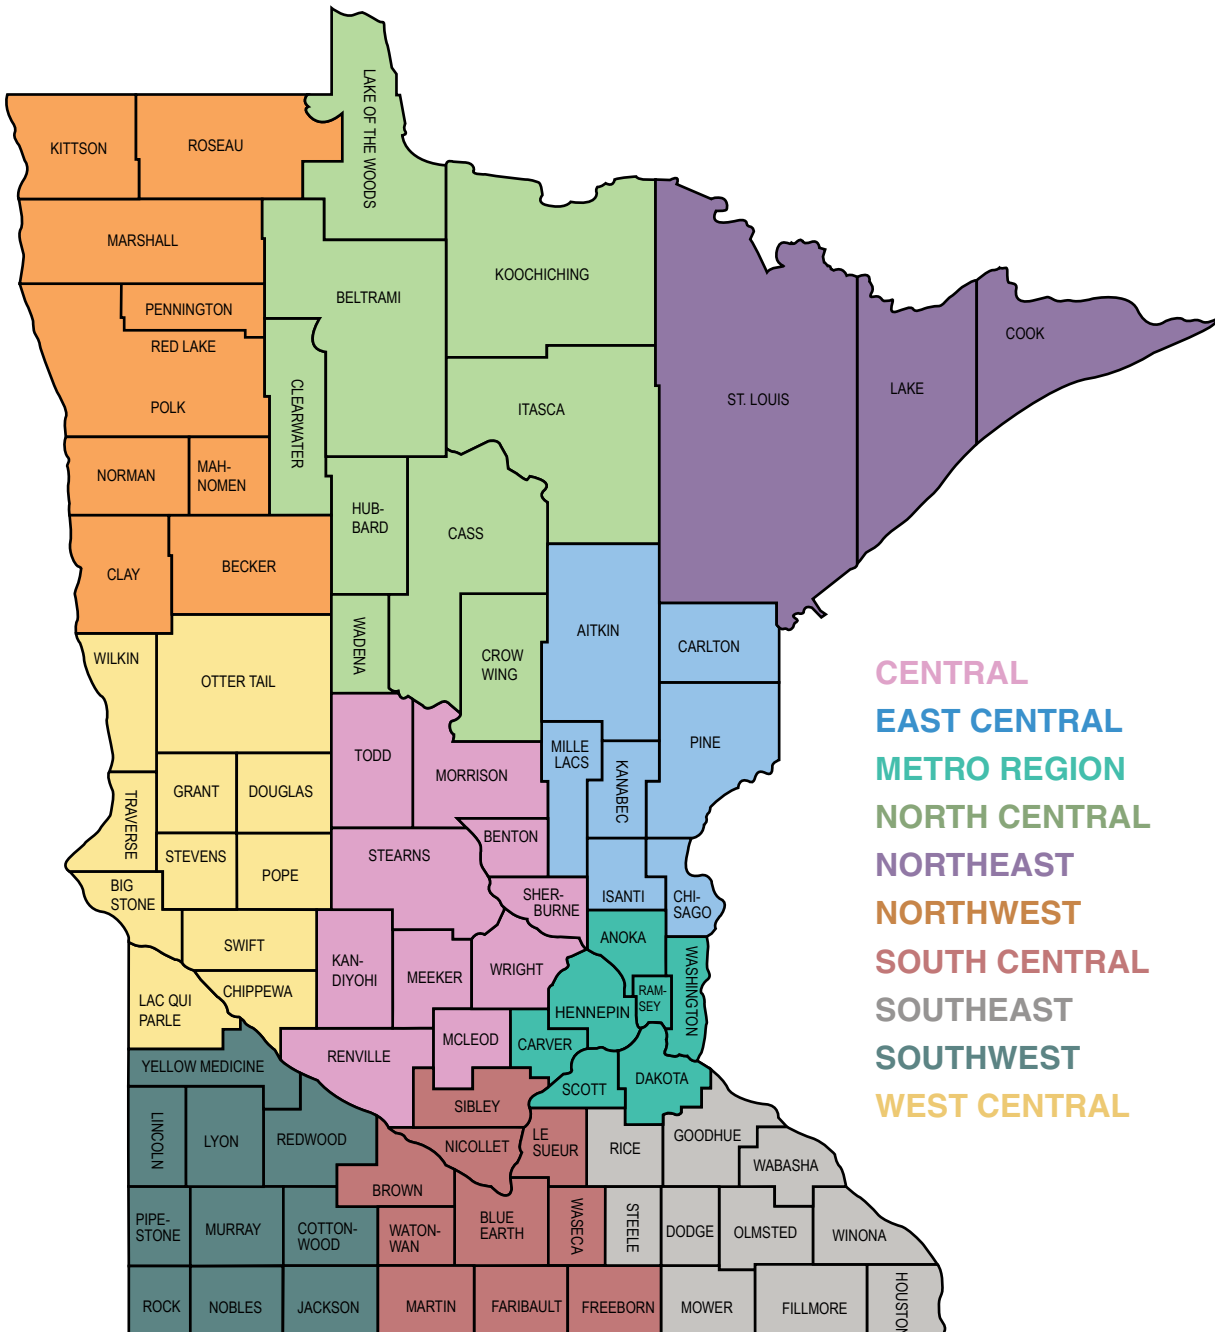 LAKE OF THE WOODS
KITTSON
ROSEAU
MARSHALL
KOOCHICHING
BELTRAMI
PENNINGTON
RED LAKE
COOK
ST. LOUIS
LAKE
POLK
ITASCA
CLEARWATER
NORMAN
MAH-
NOMEN
HUB-
BARD
CASS
CLAY
BECKER
WADENA
AITKIN
CARLTON
WILKIN
OTTER TAIL
CROW
WING
TODD
MORRISON
MILLE
LACS
KANABEC
PINE
GRANT
DOUGLAS
TRAVERSE
STEVENS
POPE
STEARNS
BENTON
BIG
STONE
SHER-
BURNE
ISANTI
CHI-
SAGO
SWIFT
KAN-
DIYOHI
MEEKER
WRIGHT
ANOKA
WASHINGTON
LAC QUI
PARLE
CHIPPEWA
HENNEPIN
RAM-
SEY
YELLOW MEDICINE
RENVILLE
MCLEOD
CARVER
SCOTT
DAKOTA
SIBLEY
LINCOLN
LYON
REDWOOD
NICOLLET
LE
SUEUR
RICE
GOODHUE
WABASHA
BROWN
PIPE-
STONE
MURRAY
COTTON-
WOOD
WATON-
WAN
BLUE
EARTH
WASECA
STEELE
DODGE
OLMSTED
WINONA
ROCK
NOBLES
JACKSON
MARTIN
FARIBAULT
FREEBORN
MOWER
FILLMORE
HOUSTON
CENTRAL
EAST CENTRAL
METRO REGION
NORTH CENTRAL
NORTHEAST
NORTHWEST
SOUTH CENTRAL
SOUTHEAST
SOUTHWEST
WEST CENTRAL